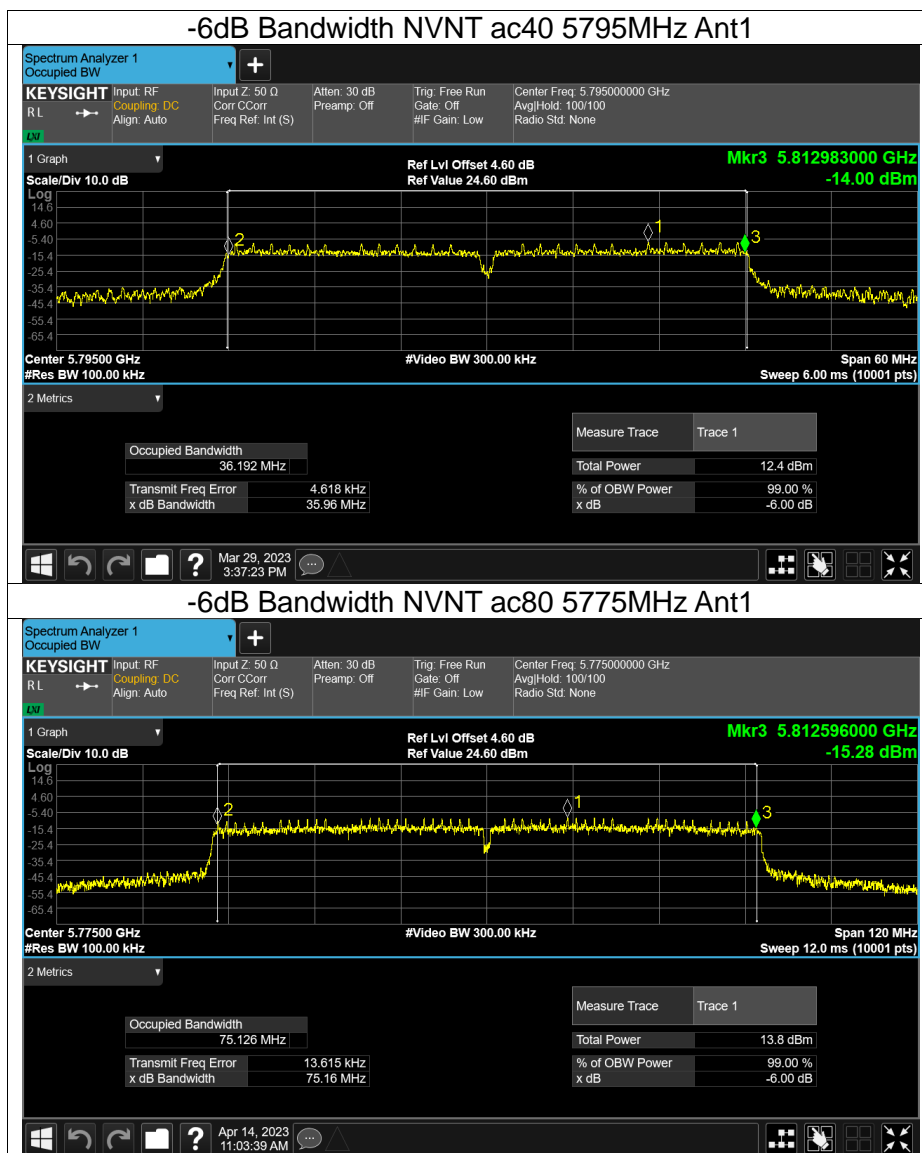 -6dB Bandwidth NVNT ac40 5795MHz Ant1
Spectrum Analyzer 1
Occupied BW
+
KEYSIGHT Input: RF Input Z: 50 Ω Atten: 30 dB Trig: Free Run Center Freq: 5.795000000 GHz
R L Coupling: DC Corr CCorr Preamp: Off Gate: Off Avg|Hold: 100/100
Align: Auto Freq Ref: Int (S) #IF Gain: Low Radio Std: None
LXI
1 Graph Ref Lvl Offset 4.60 dB Mkr3 5.812983000 GHz
Scale/Div 10.0 dB Ref Value 24.60 dBm -14.00 dBm
Log
14.6
4.60
-5.40
-15.4
-25.4
-35.4
-45.4
-55.4
-65.4
2
1
3
Center 5.79500 GHz #Video BW 300.00 kHz Span 60 MHz
#Res BW 100.00 kHz Sweep 6.00 ms (10001 pts)
2 Metrics
Measure Trace Trace 1
Occupied Bandwidth
36.192 MHz Total Power 12.4 dBm
Transmit Freq Error 4.618 kHz % of OBW Power 99.00 %
x dB Bandwidth 35.96 MHz x dB -6.00 dB
? Mar 29, 2023
3:37:23 PM
-6dB Bandwidth NVNT ac80 5775MHz Ant1
Spectrum Analyzer 1
Occupied BW
+
KEYSIGHT Input: RF Input Z: 50 Ω Atten: 30 dB Trig: Free Run Center Freq: 5.775000000 GHz
R L Coupling: DC Corr CCorr Preamp: Off Gate: Off Avg|Hold: 100/100
Align: Auto Freq Ref: Int (S) #IF Gain: Low Radio Std: None
LXI
1 Graph Ref Lvl Offset 4.60 dB Mkr3 5.812596000 GHz
Scale/Div 10.0 dB Ref Value 24.60 dBm -15.28 dBm
Log
14.6
4.60
-5.40
-15.4
-25.4
-35.4
-45.4
-55.4
-65.4
2
1
3
Center 5.77500 GHz #Video BW 300.00 kHz Span 120 MHz
#Res BW 100.00 kHz Sweep 12.0 ms (10001 pts)
2 Metrics
Measure Trace Trace 1
Occupied Bandwidth
75.126 MHz Total Power 13.8 dBm
Transmit Freq Error 13.615 kHz % of OBW Power 99.00 %
x dB Bandwidth 75.16 MHz x dB -6.00 dB
? Apr 14, 2023
11:03:39 AM